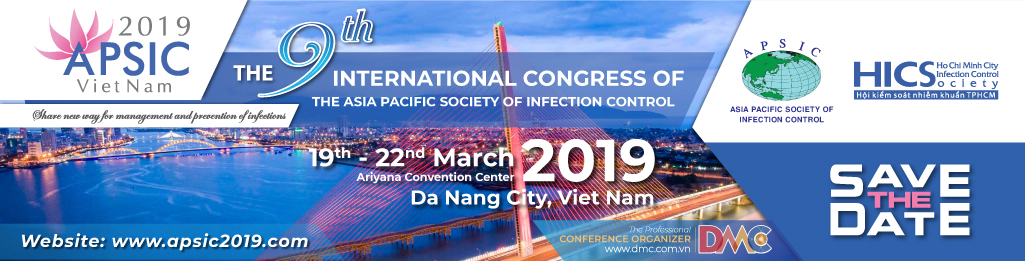 2019
APSIC
Viet Nam
Share new way for management and prevention of infections
THE 9th
INTERNATIONAL CONGRESS OF
THE ASIA PACIFIC SOCIETY OF INFECTION CONTROL
19th - 22nd March 2019
Ariyana Convention Center
Da Nang City, Viet Nam
Website: www.apsic2019.com
The Professional
CONFERENCE ORGANIZER
www.dmc.com.vn
DMC
APSIC
ASIA PACIFIC SOCIETY OF
INFECTION CONTROL
HICS
Ho Chi Minh City
Infection Control
Society
Hội kiểm soát nhiễm khuẩn TPHCM
SAVE
THE
DATE